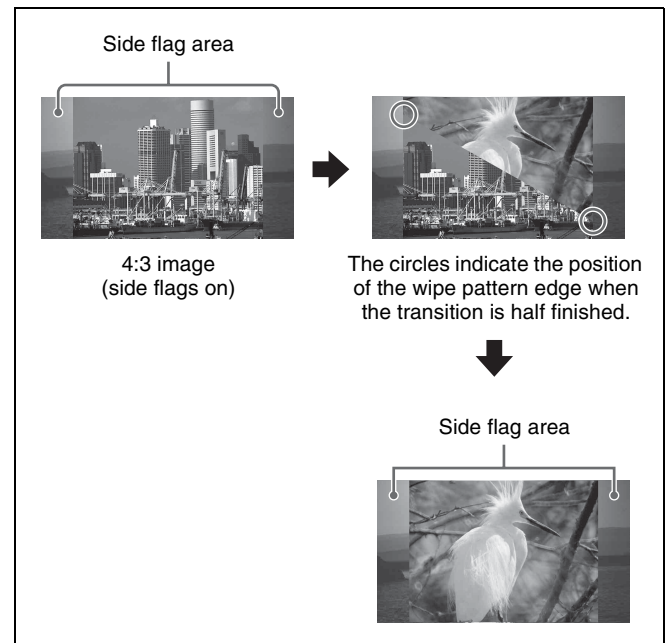 Side flag area
4:3 image
(side flags on)
The circles indicate the position
of the wipe pattern edge when
the transition is half finished.
Side flag area